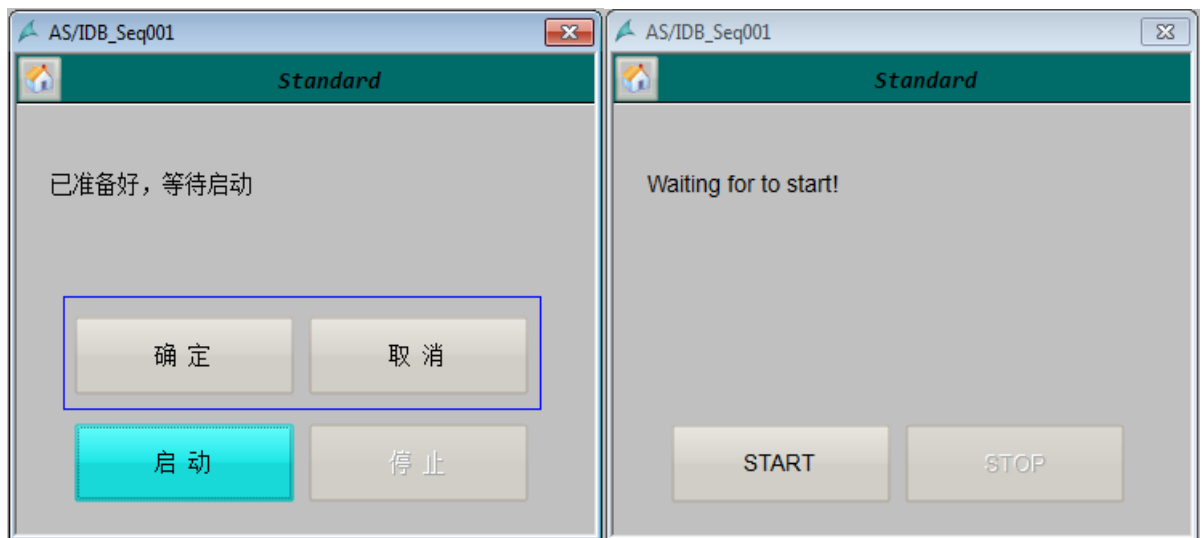 AS/IDB_Seq001
Standard
已准备好，等待启动
确 定
取 消
启 动
停 止
AS/IDB_Seq001
Standard
Waiting for to start!
START
STOP